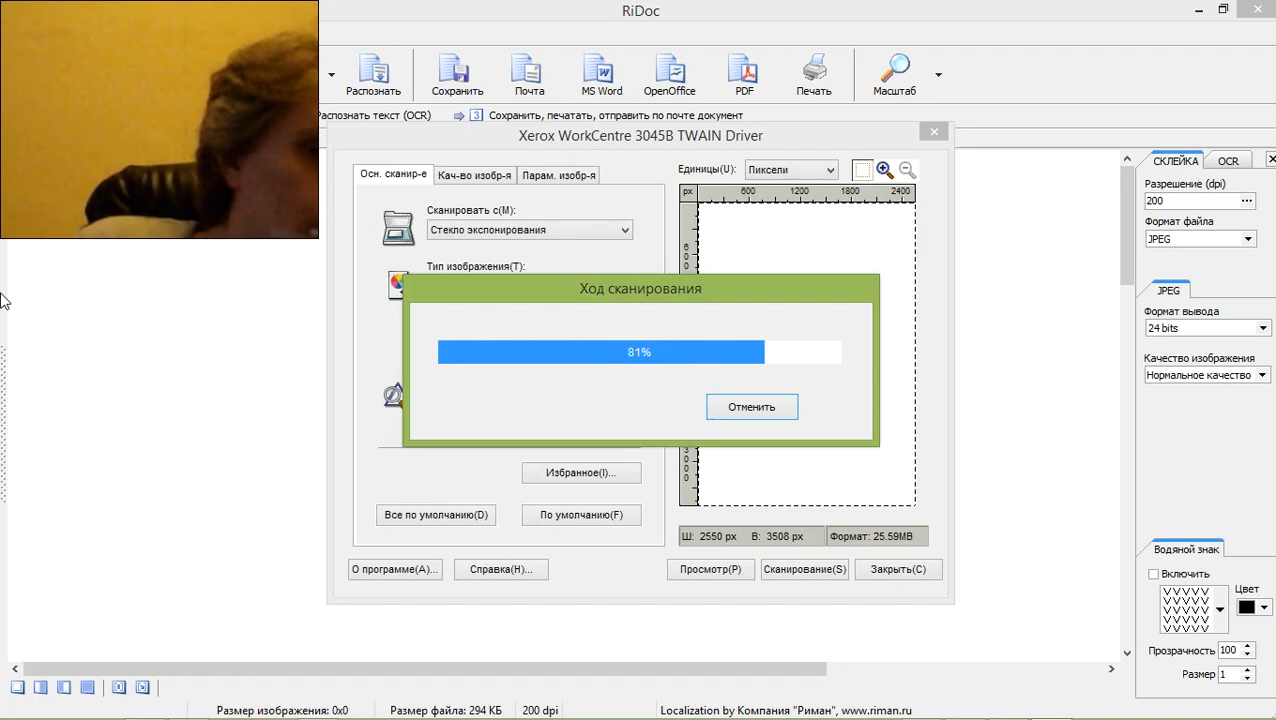 RiDoc
Распознать
Сохранить
Почта
MS Word
OpenOffice
PDF
Печать
Масштаб
Распознать текст (OCR)
3 Сохранить, печатать, отправить по почте документ
Xerox WorkCentre 3045B TWAIN Driver
Осн. сканир-е
Кач-во изобр-я
Парам. изобр-я
Единицы(U):
Пиксели
px
600 1200 1800 2400
Сканировать с(M):
Стекло экспонирования
Тип изображения(T):
Ход сканирования
81%
Отменить
Избранное(I)...
Все по умолчанию(D)
По умолчанию(F)
Ш: 2550 px В: 3508 px
Формат: 25.59MB
О программе(A)...
Справка(H)...
Просмотр(P)
Сканирование(S)
Закрыть(C)
СКЛЕЙКА
OCR
Разрешение (dpi)
200
Формат файла
JPEG
JPEG
Формат вывода
24 bits
Качество изображения
Нормальное качество
Водяной знак
Включить
Цвет
VVVVV
VVVVV
VVVVV
VVVVV
Прозрачность 100
Размер 1
Размер изображения: 0x0
Размер файла: 294 КБ
200 dpi
Localization by Компания "Риман", www.riman.ru